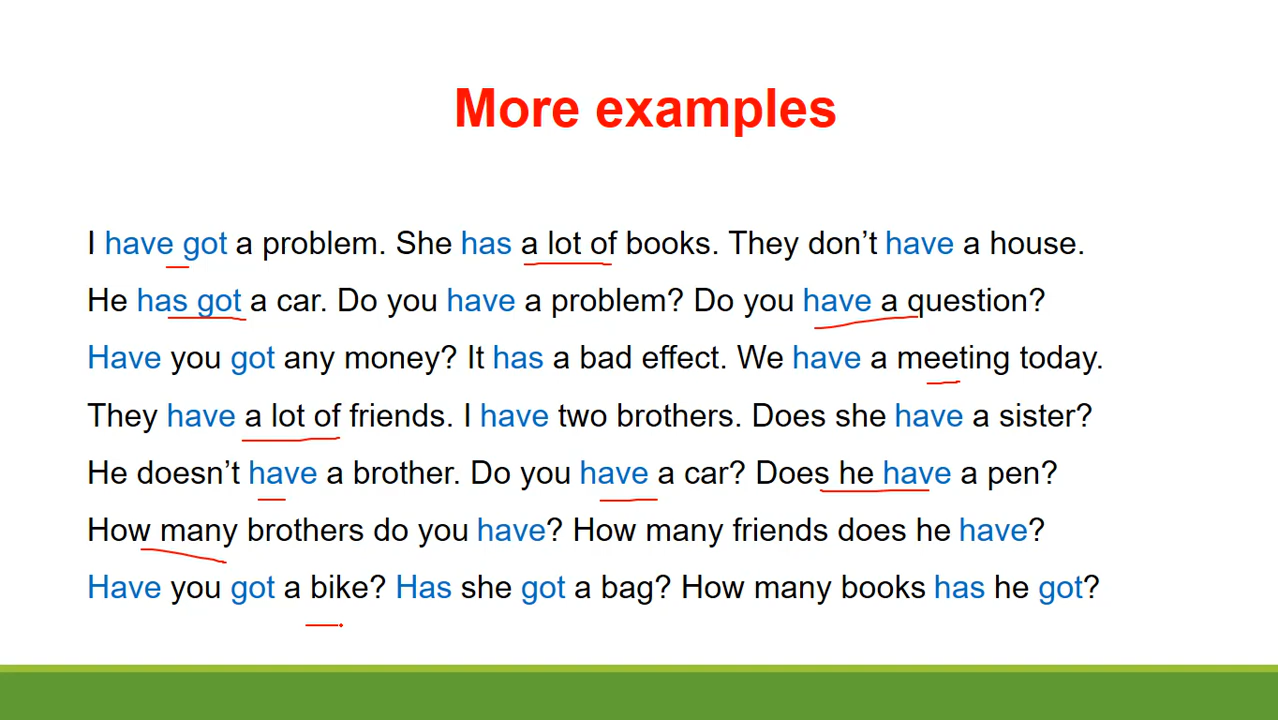 More examples
I have got a problem. She has a lot of books. They don’t have a house.
He has got a car. Do you have a problem? Do you have a question?
Have you got any money? It has a bad effect. We have a meeting today.
They have a lot of friends. I have two brothers. Does she have a sister?
He doesn’t have a brother. Do you have a car? Does he have a pen?
How many brothers do you have? How many friends does he have?
Have you got a bike? Has she got a bag? How many books has he got?